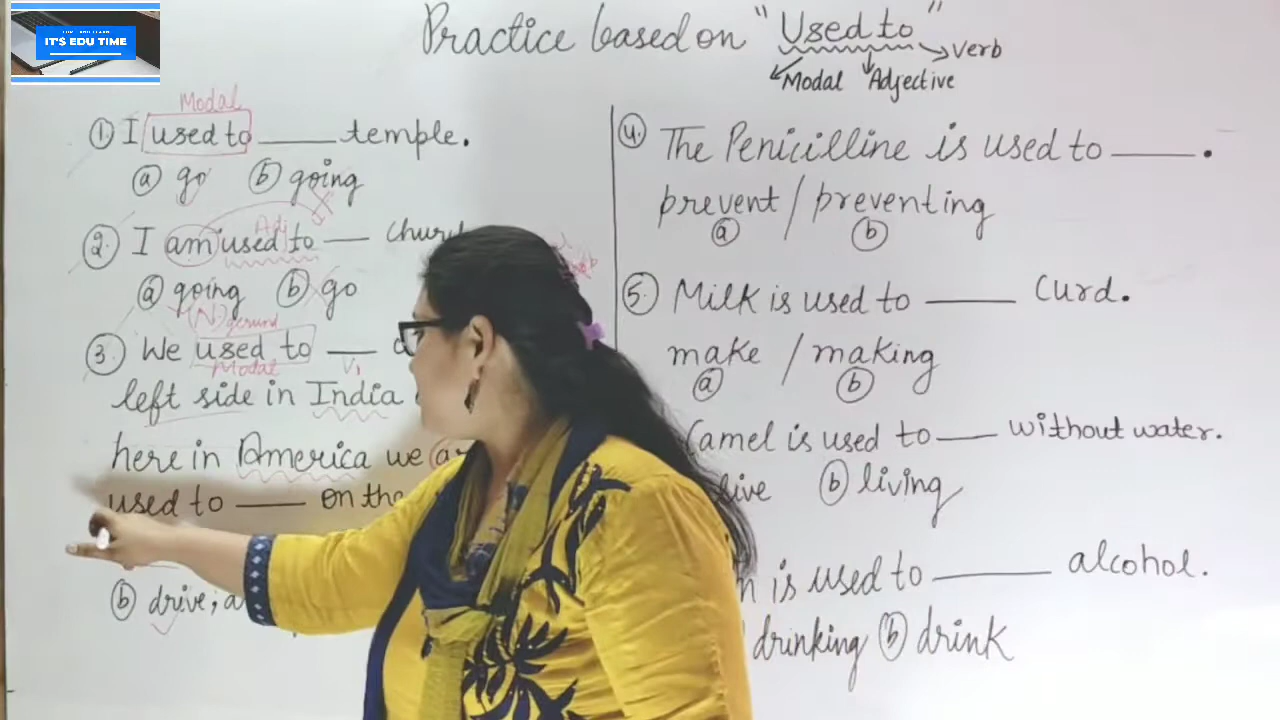 IT'S EDU TIME
Practice based on "Used to"
Verb
Modal Adjective
Modal
① I used to ____ temple.
ⓐ go ⓑ going
Adj
② I am used to ___
ⓐ going ⓑ go
(N) gerund
③ We used to ___
Modal V₁
left side in India
here in America we
used to ____ on the
ⓑ drive,
④ The Penicilline is used to ____.
prevent / preventing
ⓐ ⓑ
⑤ Milk is used to ____ Curd.
make / making
ⓐ ⓑ
Camel is used to ___ without water.
live ⓑ living
is used to ____ alcohol.
drinking ⓑ drink